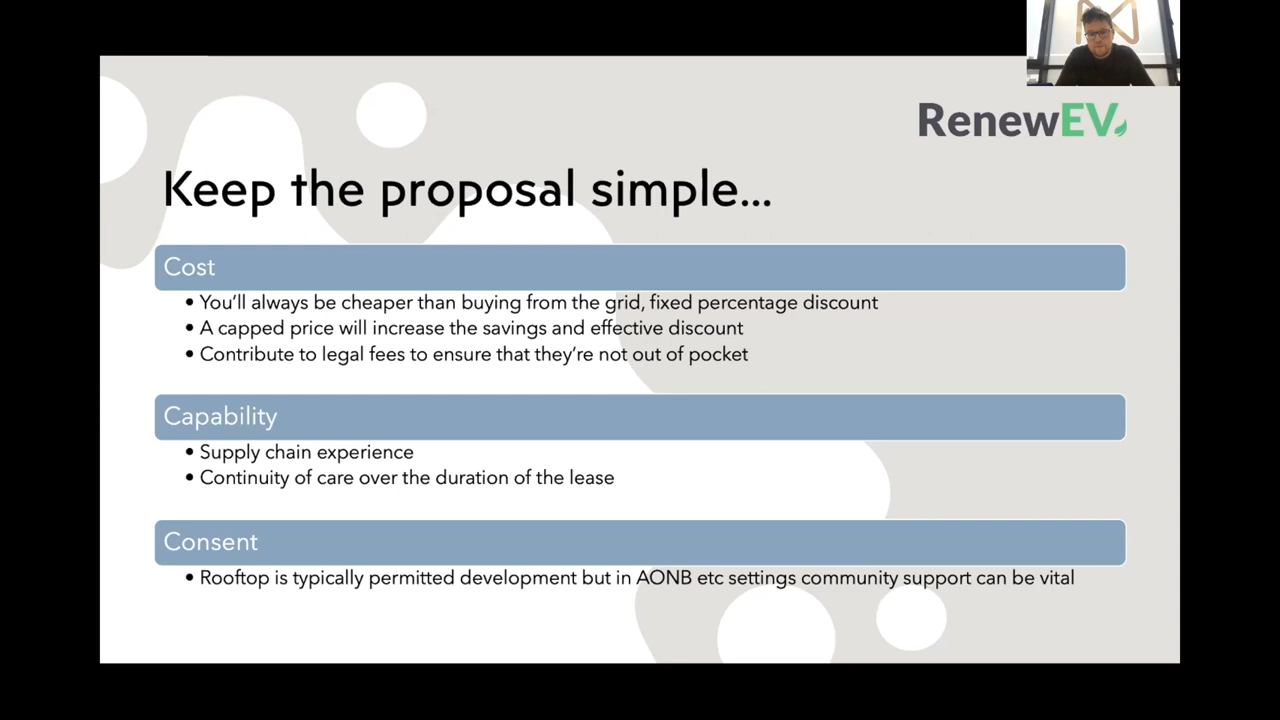 RenewEV
Keep the proposal simple...
Cost
• You’ll always be cheaper than buying from the grid, fixed percentage discount
• A capped price will increase the savings and effective discount
• Contribute to legal fees to ensure that they’re not out of pocket
Capability
• Supply chain experience
• Continuity of care over the duration of the lease
Consent
• Rooftop is typically permitted development but in AONB etc settings community support can be vital